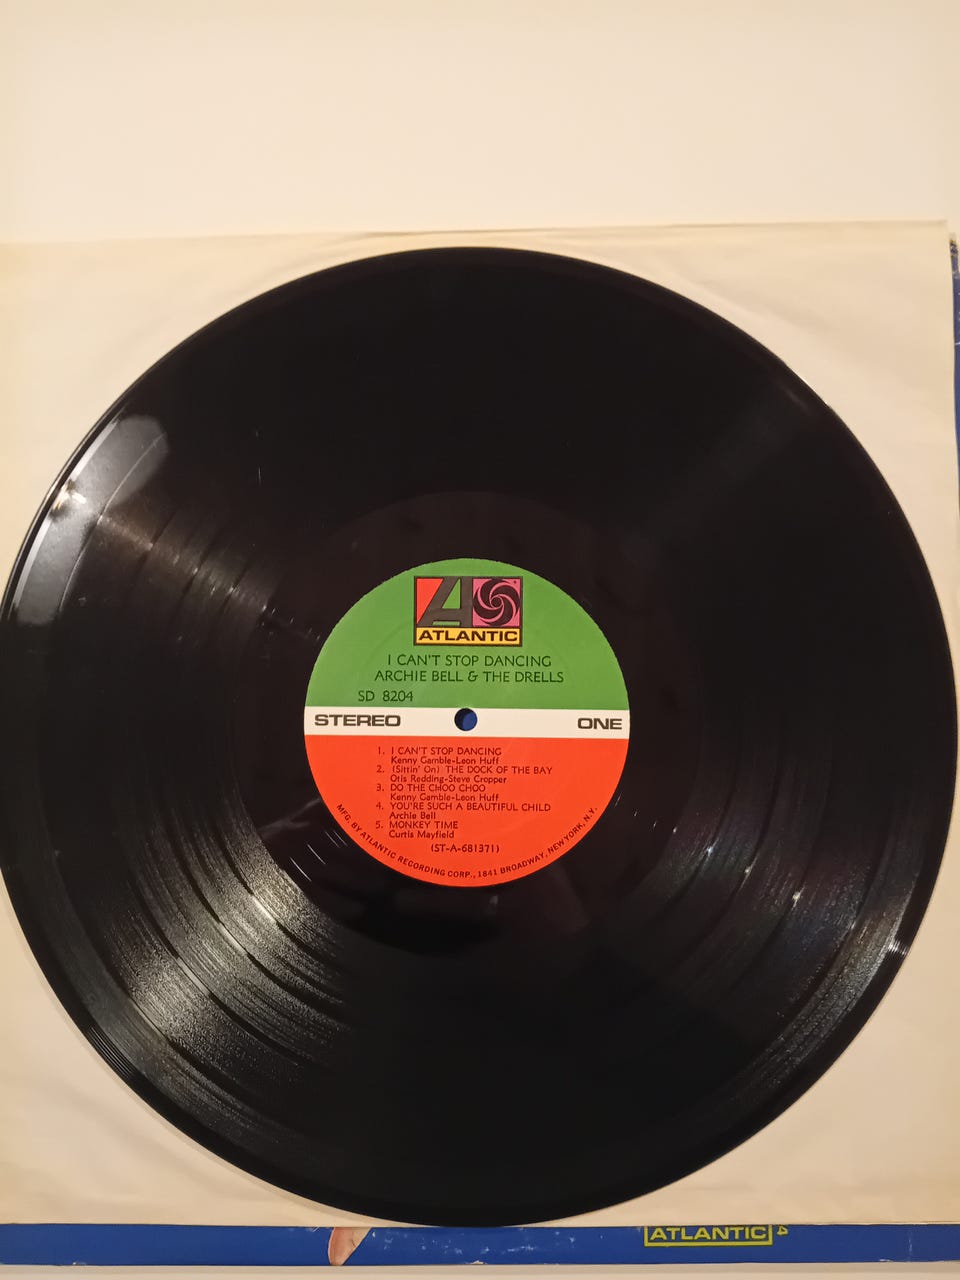 ATLANTIC
I CAN'T STOP DANCING
ARCHIE BELL & THE DRELLS
SD 8204
STEREO ONE
1. I CAN'T STOP DANCING
Kenny Gamble-Leon Huff
2. (Sittin' On) THE DOCK OF THE BAY
Otis Redding-Steve Cropper
3. DO THE CHOO CHOO
Kenny Gamble-Leon Huff
4. YOU'RE SUCH A BEAUTIFUL CHILD
Archie Bell
5. MONKEY TIME
Curtis Mayfield
(ST-A-681371)
MFG. BY ATLANTIC RECORDING CORP., 1841 BROADWAY, NEW YORK, N.Y.
ATLANTIC